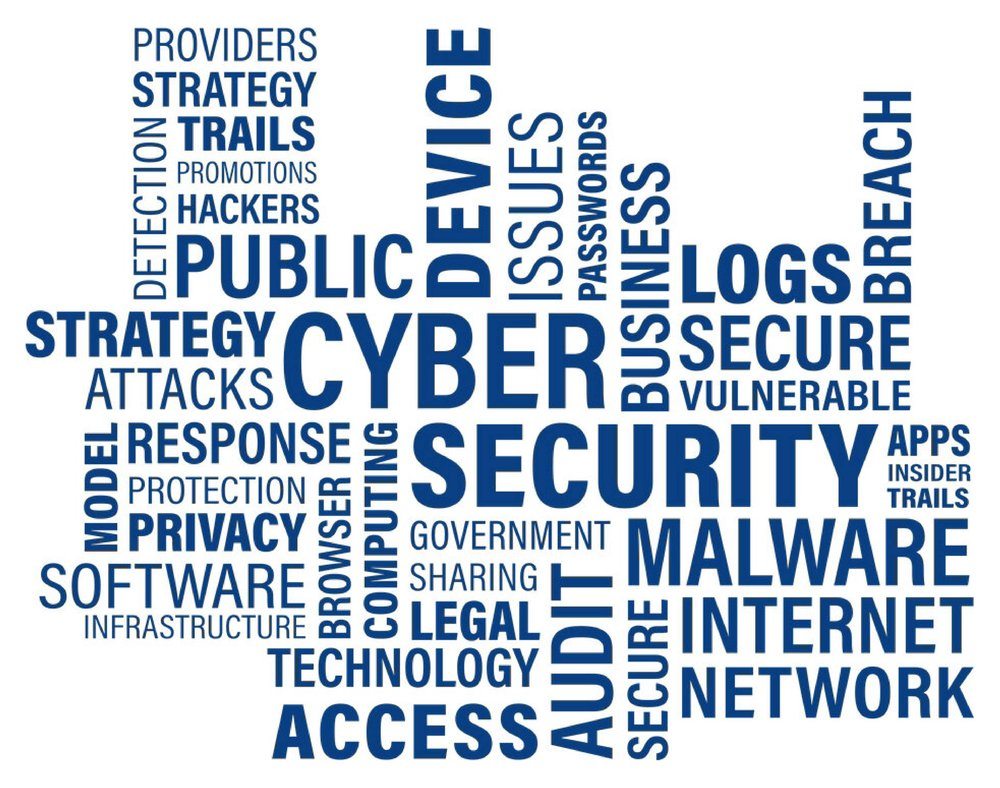 PROVIDERS
STRATEGY
TRAILS
PROMOTIONS
HACKERS
DETECTION
PUBLIC
DEVICE
ISSUES
PASSWORDS
BUSINESS
LOGS
BREACH
STRATEGY
CYBER
SECURE
ATTACKS
VULNERABLE
MODEL
RESPONSE
PROTECTION
PRIVACY
BROWSER
COMPUTING
SECURITY
APPS
INSIDER
TRAILS
GOVERNMENT
MALWARE
SOFTWARE
SHARING
INFRASTRUCTURE
LEGAL
AUDIT
SECURE
INTERNET
TECHNOLOGY
NETWORK
ACCESS